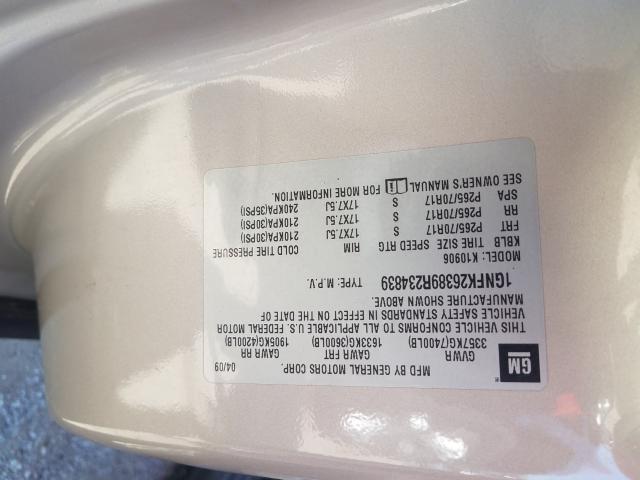 GM
MFD BY GENERAL MOTORS CORP. 04/09
GVWR GAWR FRT GAWR RR
3357KG(7400LB) 1633KG(3600LB) 1905KG(4200LB)
THIS VEHICLE CONFORMS TO ALL APPLICABLE U.S. FEDERAL MOTOR
VEHICLE SAFETY STANDARDS IN EFFECT ON THE DATE OF
MANUFACTURE SHOWN ABOVE.
1GNFK26389R234839 TYPE: M.P.V.
MODEL: K10906
KBLB TIRE SIZE SPEED RTG RIM COLD TIRE PRESSURE
FRT P265/70R17 S 17X7.5J 210KPA(30PSI)
RR P265/70R17 S 17X7.5J 210KPA(30PSI)
SPA P265/70R17 S 17X7.5J 240KPA(35PSI)
SEE OWNER'S MANUAL FOR MORE INFORMATION.